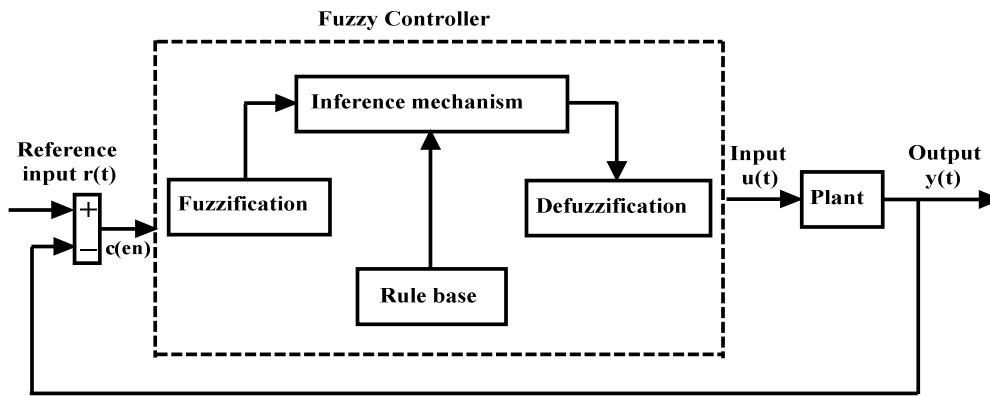 Fuzzy Controller
Inference mechanism
Reference
input r(t)
+
−
c(en)
Fuzzification
Rule base
Defuzzification
Input
u(t)
Plant
Output
y(t)